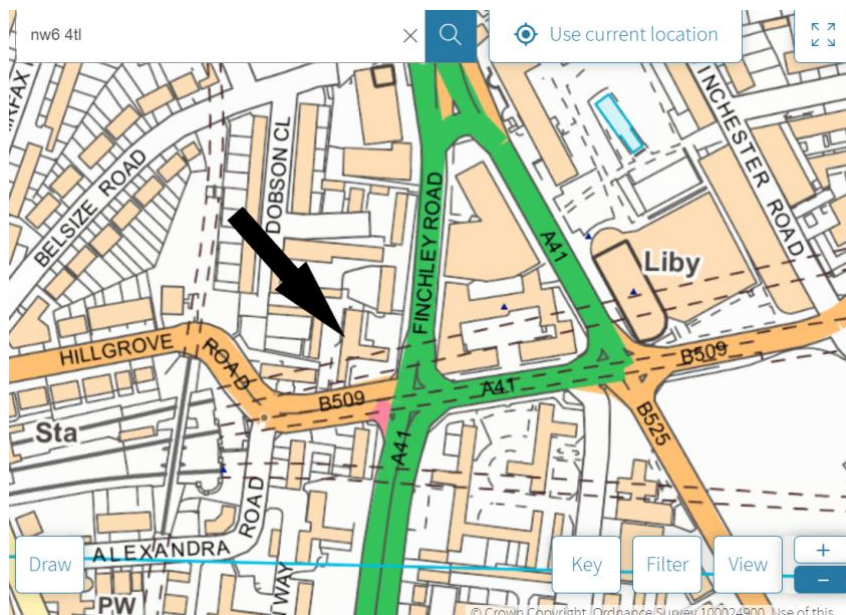 nw6 4tl
Use current location
BELSIZE ROAD
DOBSON CL
FINCHLEY ROAD
A41
INCHESTER ROAD
Liby
HILLGROVE
ROAD
B509
A41
B509
Sta
A41
B525
ROAD
ALEXANDRA
WAY
PW
Draw
Key
Filter
View
+
−
© Crown Copyright, Ordnance Survey 100024900. Use of this